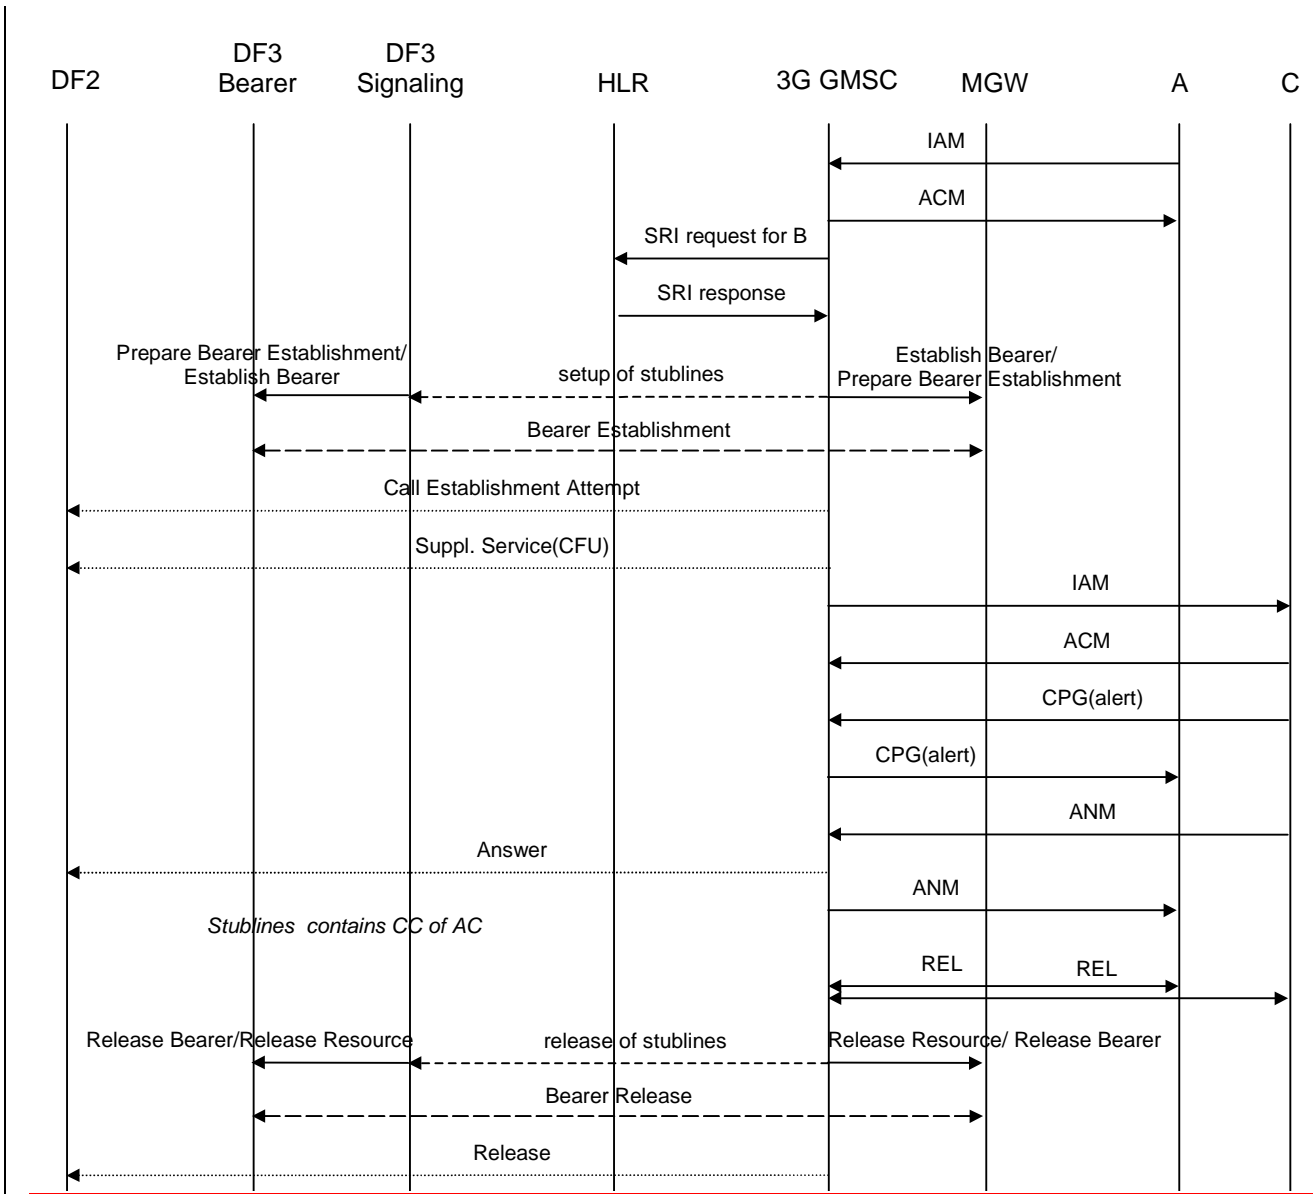 DF2
DF3
Bearer
DF3
Signaling
HLR
3G GMSC
MGW
A
C
IAM
ACM
SRI request for B
SRI response
Prepare Bearer Establishment/
Establish Bearer
setup of stublines
Establish Bearer/
Prepare Bearer Establishment
Bearer Establishment
Call Establishment Attempt
Suppl. Service(CFU)
IAM
ACM
CPG(alert)
CPG(alert)
ANM
Answer
ANM
Stublines contains CC of AC
REL
REL
Release Bearer/Release Resource
release of stublines
Release Resource/ Release Bearer
Bearer Release
Release